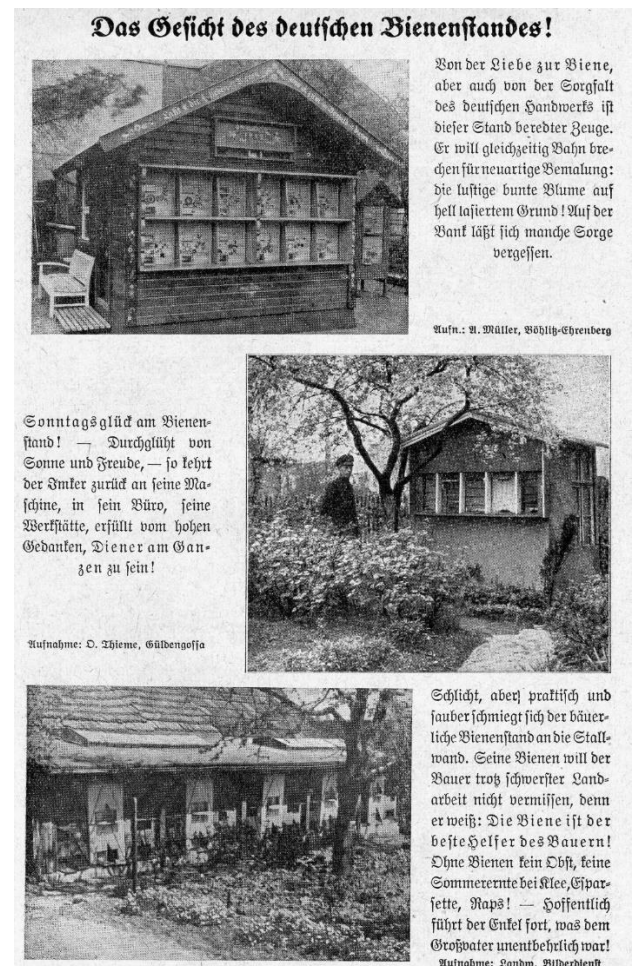 Das Gesicht des deutschen Bienenstandes!
Von der Liebe zur Biene,
aber auch von der Sorgfalt
des deutschen Handwerks ist
dieser Stand beredter Zeuge.
Er will gleichzeitig Bahn bre-
chen für neuartige Bemalung:
die lustige bunte Blume auf
hell lasiertem Grund! Auf der
Bank läßt sich manche Sorge
vergessen.
Aufn.: A. Müller, Böhlitz-Ehrenberg
Sonntagsglück am Bienen-
stand! — Durchglüht von
Sonne und Freude, — so kehrt
der Imker zurück an seine Ma-
schine, in sein Büro, seine
Werkstätte, erfüllt vom hohen
Gedanken, Diener am Gan-
zen zu sein!
Aufnahme: O. Thieme, Güldengossa
Schlicht, aber praktisch und
sauber schmiegt sich der bäuer-
liche Bienenstand an die Stall-
wand. Seine Bienen will der
Bauer trotz schwerster Land-
arbeit nicht vermissen, denn
er weiß: Die Biene ist der
beste Helfer des Bauern!
Ohne Bienen kein Obst, keine
Sommerernte bei Klee, Espar-
sette, Raps! — Hoffentlich
führt der Enkel fort, was dem
Großvater unentbehrlich war!
Aufnahme: Landw. Bilderdienst